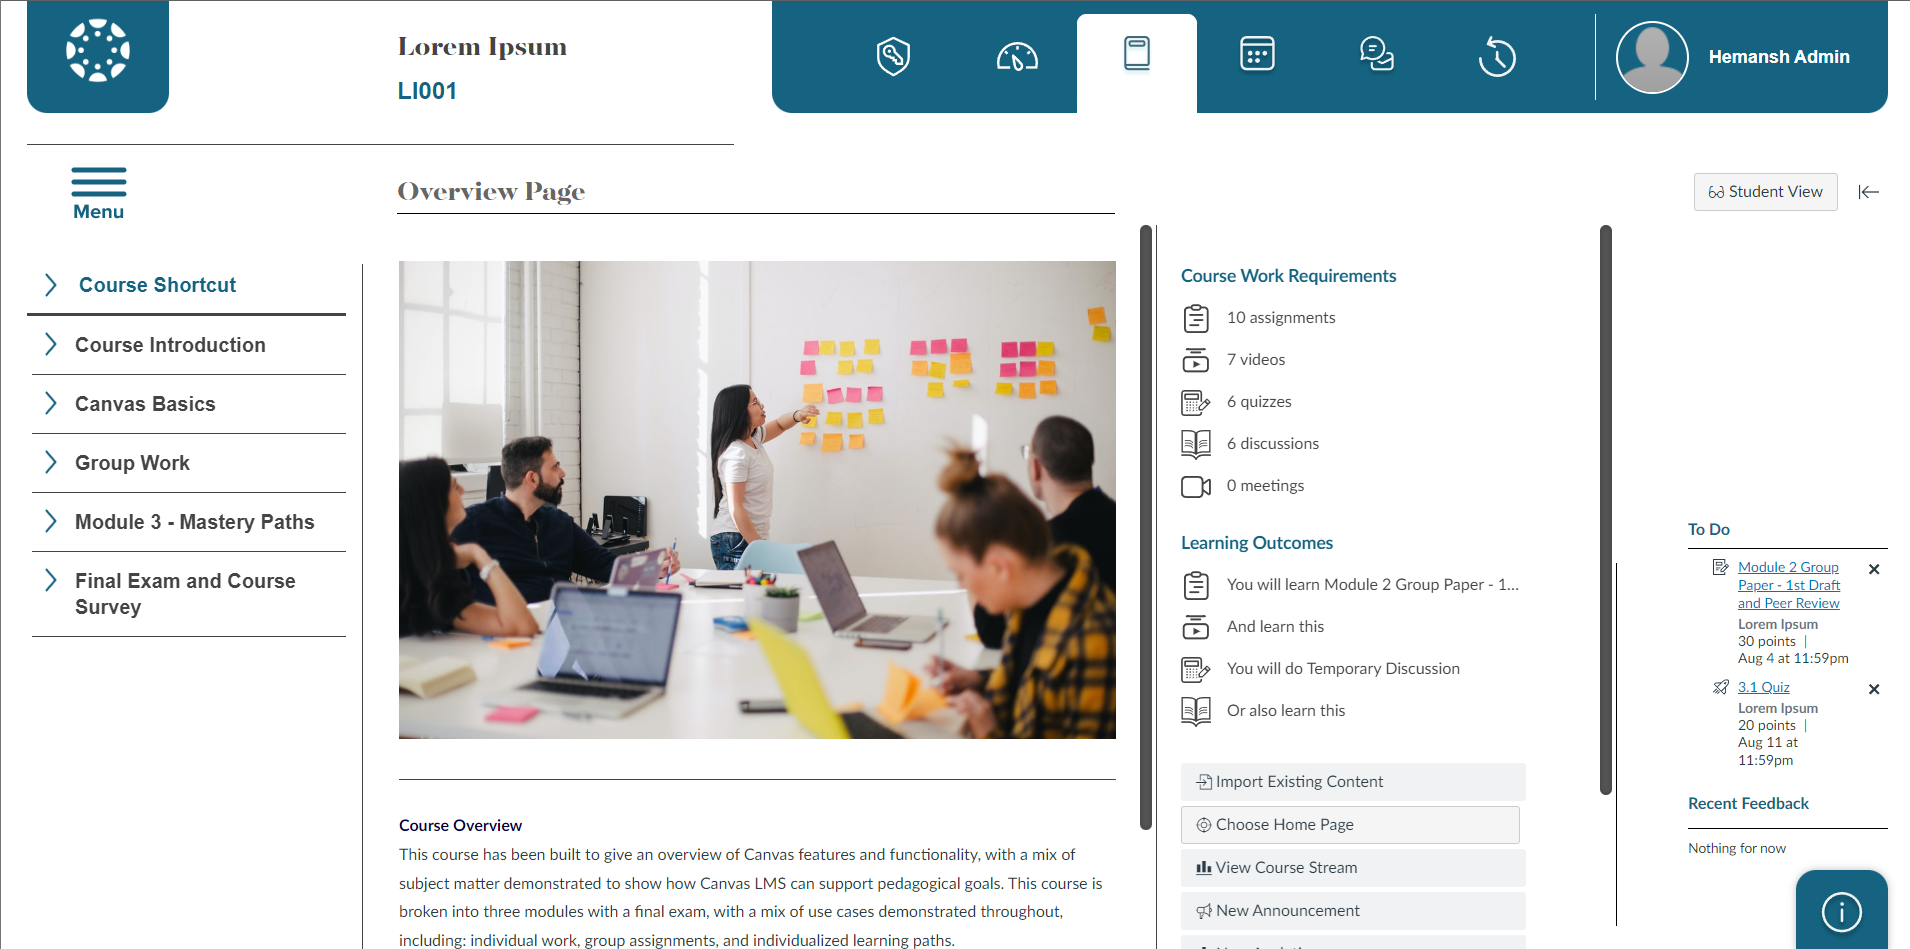 Lorem Ipsum
LI001
Hemansh Admin
Menu
Overview Page
Student View
Course Shortcut
Course Introduction
Canvas Basics
Group Work
Module 3 - Mastery Paths
Final Exam and Course
Survey
Course Overview
This course has been built to give an overview of Canvas features and functionality, with a mix of
subject matter demonstrated to show how Canvas LMS can support pedagogical goals. This course is
broken into three modules with a final exam, with a mix of use cases demonstrated throughout,
including: individual work, group assignments, and individualized learning paths.
Course Work Requirements
10 assignments
7 videos
6 quizzes
6 discussions
0 meetings
Learning Outcomes
You will learn Module 2 Group Paper - 1...
And learn this
You will do Temporary Discussion
Or also learn this
Import Existing Content
Choose Home Page
View Course Stream
New Announcement
To Do
Module 2 Group
Paper - 1st Draft
and Peer Review
Lorem Ipsum
30 points |
Aug 4 at 11:59pm
3.1 Quiz
Lorem Ipsum
20 points |
Aug 11 at
11:59pm
Recent Feedback
Nothing for now